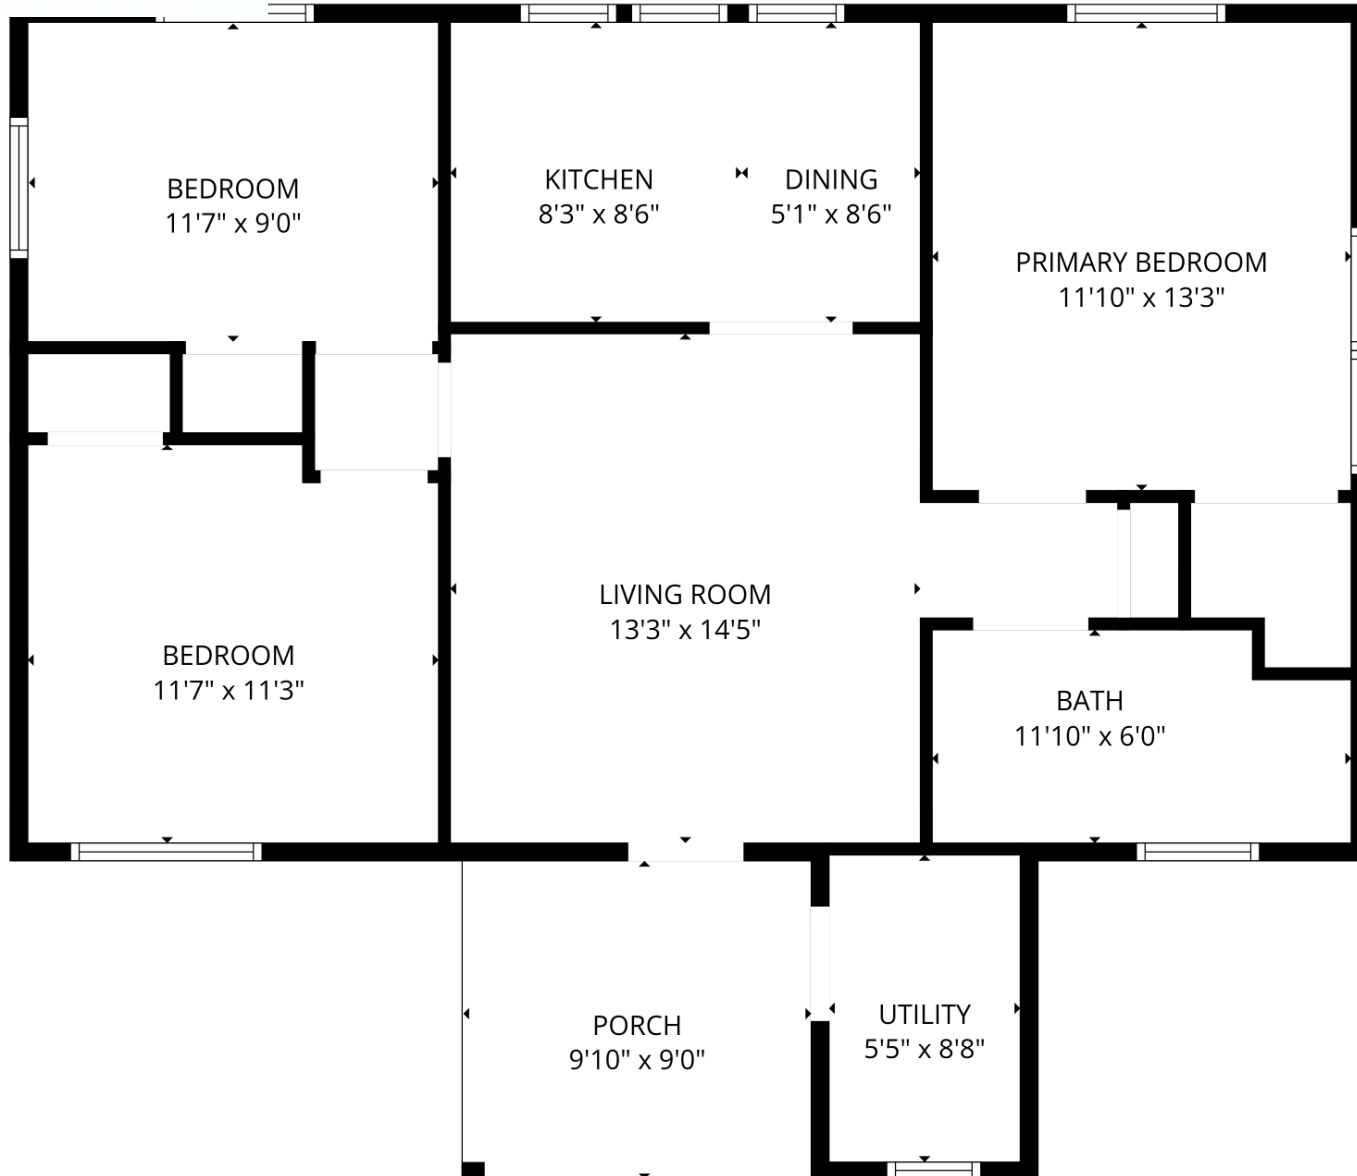 BEDROOM
11'7" x 9'0"
KITCHEN
8'3" x 8'6"
DINING
5'1" x 8'6"
PRIMARY BEDROOM
11'10" x 13'3"
LIVING ROOM
13'3" x 14'5"
BEDROOM
11'7" x 11'3"
BATH
11'10" x 6'0"
PORCH
9'10" x 9'0"
UTILITY
5'5" x 8'8"